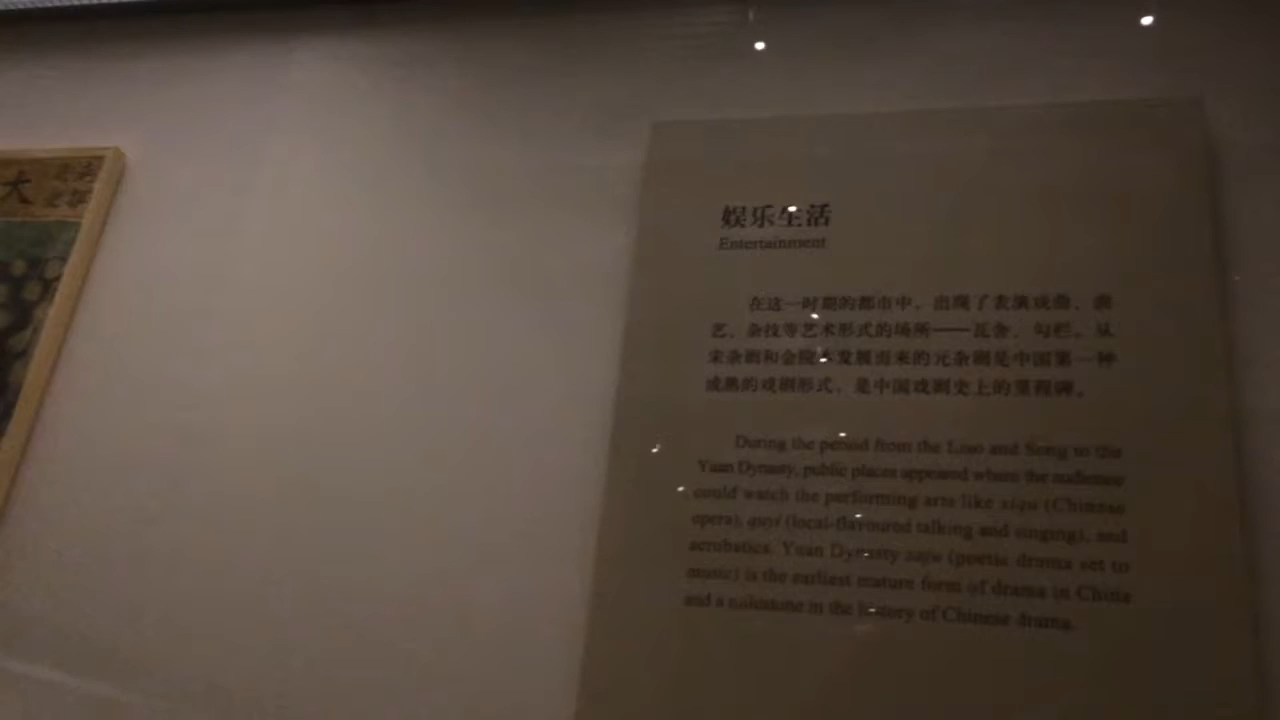 大
娱乐生活
Entertainment
在这一时期的都市中，出现了表演戏曲、曲
艺、杂技等艺术形式的场所——瓦舍、勾栏。从
宋杂剧和金院本发展而来的元杂剧是中国第一种
成熟的戏剧形式，是中国戏剧史上的里程碑。
During the period from the Liao and Song to the
Yuan Dynasty, public places appeared where the audience
could watch the performing arts like xiqu (Chinese
opera), quyi (local-flavoured talking and singing), and
acrobatics. Yuan Dynasty zaju (poetic drama set to
music) is the earliest mature form of drama in China
and a milestone in the history of Chinese drama.